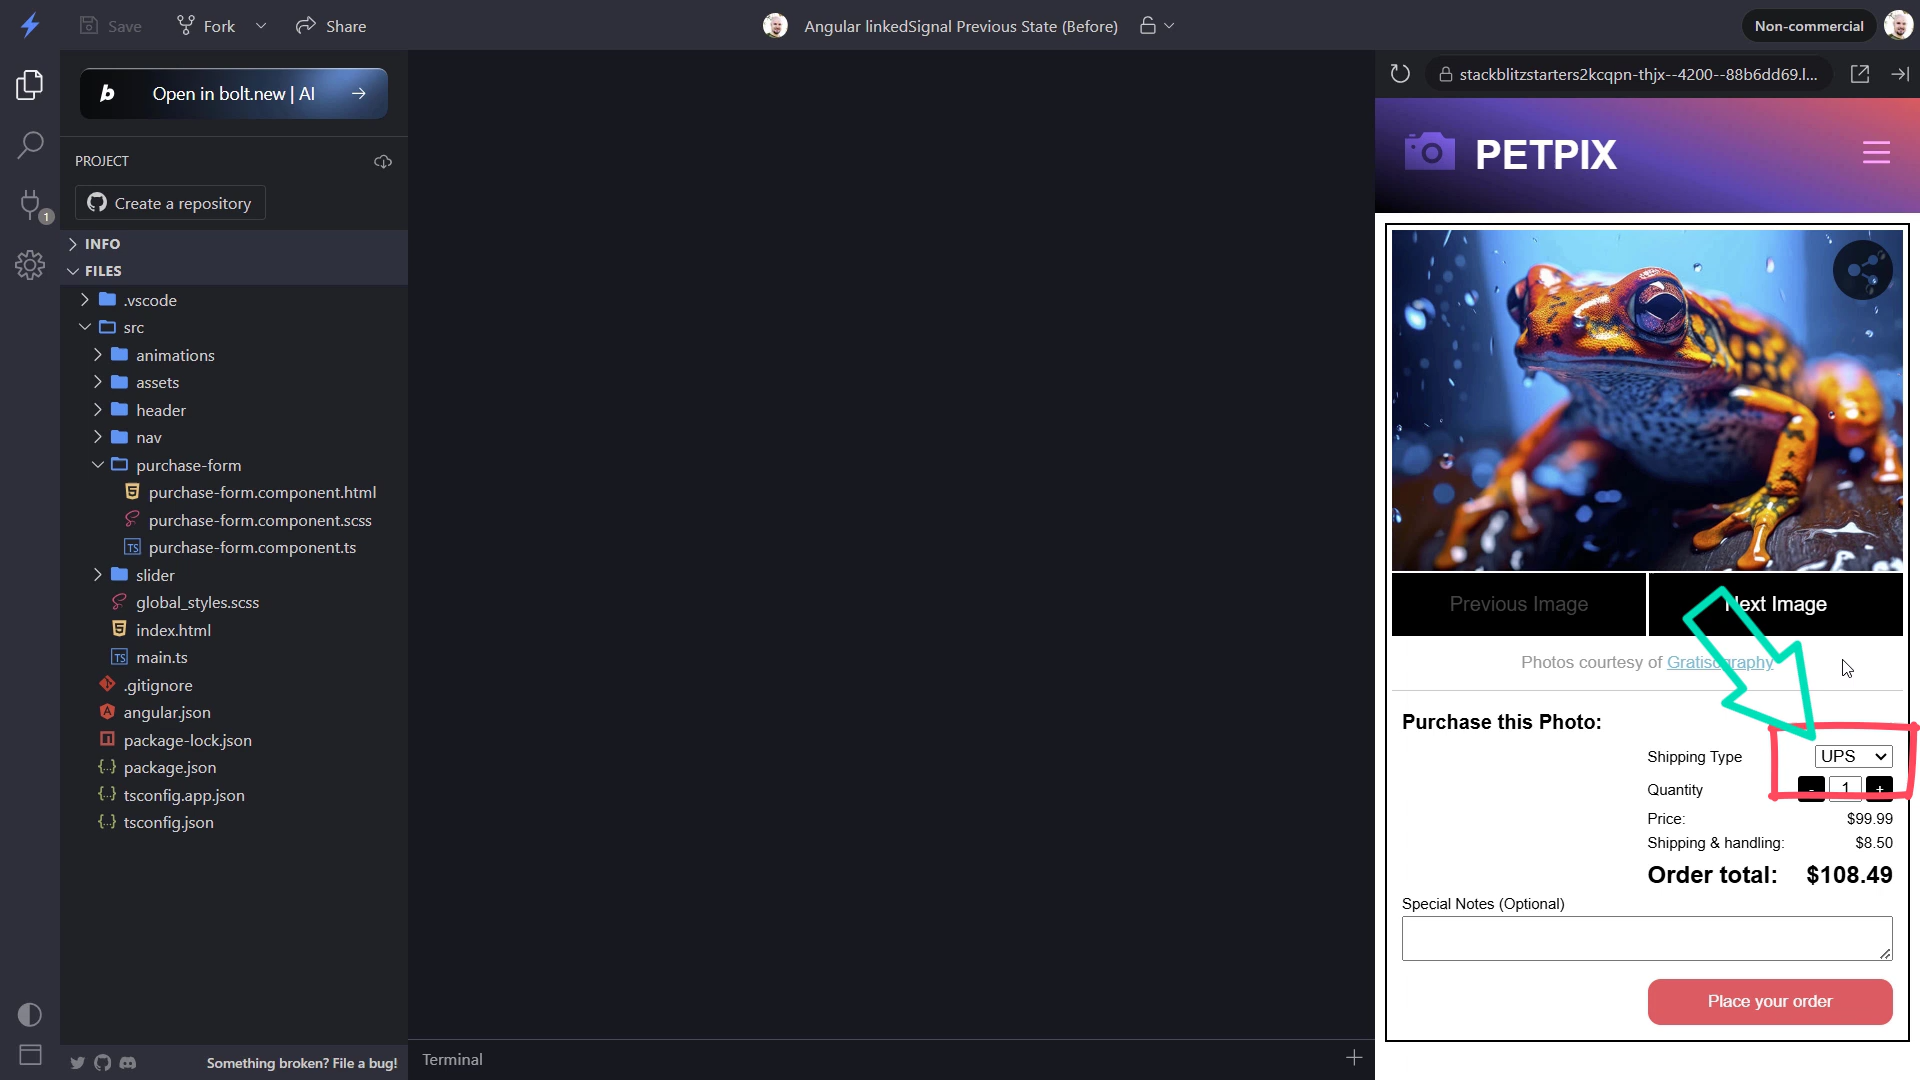 Save
Fork
Share
Angular linkedSignal Previous State (Before)
Non-commercial
b Open in bolt.new | AI
stackblitzstarters2kcqpn-thjx--4200--88b6dd69.l...
PROJECT
Create a repository
1
INFO
FILES
.vscode
src
animations
assets
header
nav
purchase-form
purchase-form.component.html
purchase-form.component.scss
TS purchase-form.component.ts
slider
global_styles.scss
index.html
TS main.ts
.gitignore
angular.json
package-lock.json
package.json
tsconfig.app.json
tsconfig.json
Something broken? File a bug!
Terminal
PETPIX
Previous Image
Next Image
Photos courtesy of Gratisography
Purchase this Photo:
Shipping Type UPS
Quantity - 1 +
Price: $99.99
Shipping & handling: $8.50
Order total: $108.49
Special Notes (Optional)
Place your order